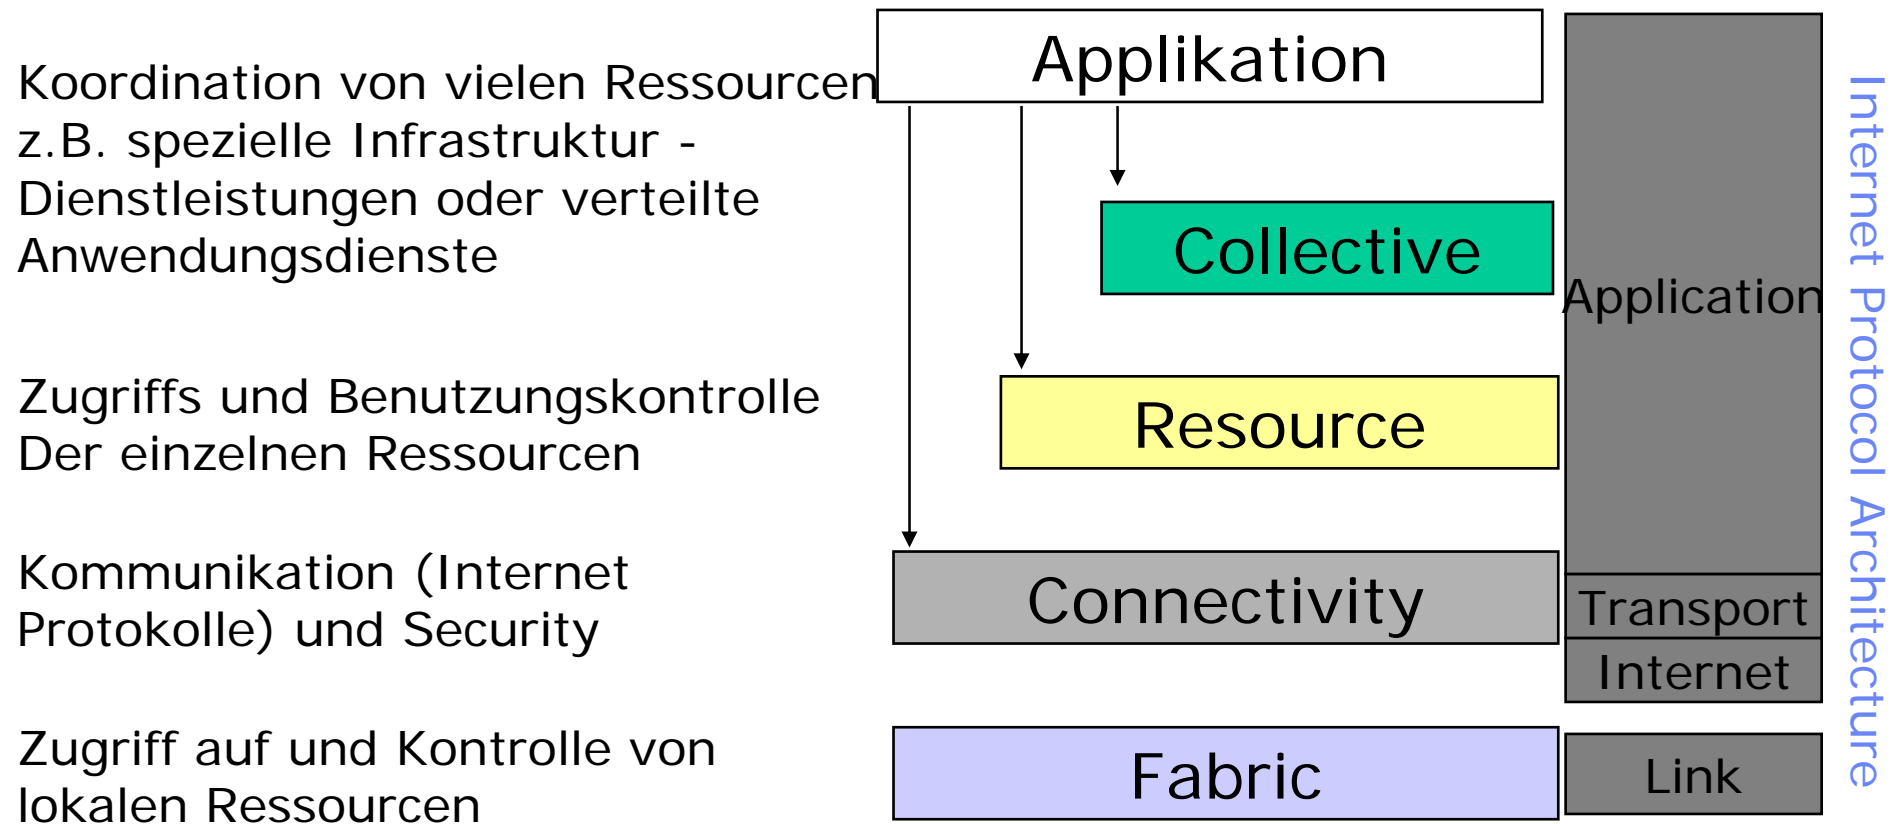 Koordination von vielen Ressourcen
z.B. spezielle Infrastruktur -
Dienstleistungen oder verteilte
Anwendungsdienste
Zugriffs und Benutzungskontrolle
Der einzelnen Ressourcen
Kommunikation (Internet
Protokolle) und Security
Zugriff auf und Kontrolle von
lokalen Ressourcen
Applikation
Collective
Resource
Connectivity
Fabric
Application
Transport
Internet
Link
Internet Protocol Architecture